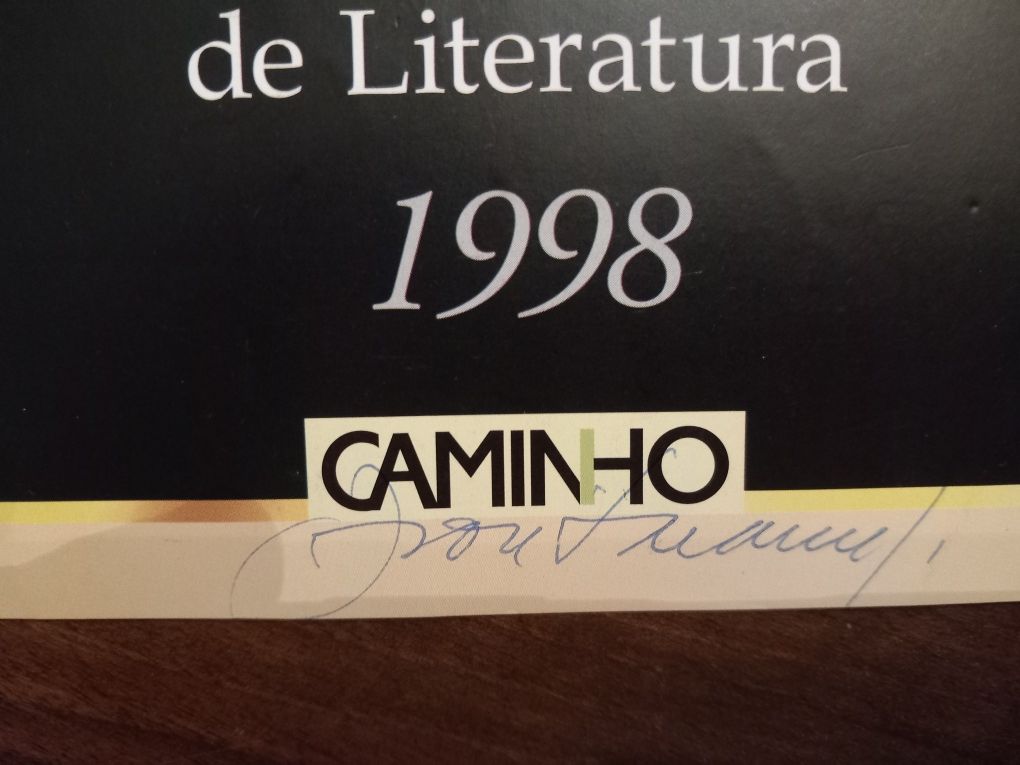 de Literatura
1998
CAMINHO